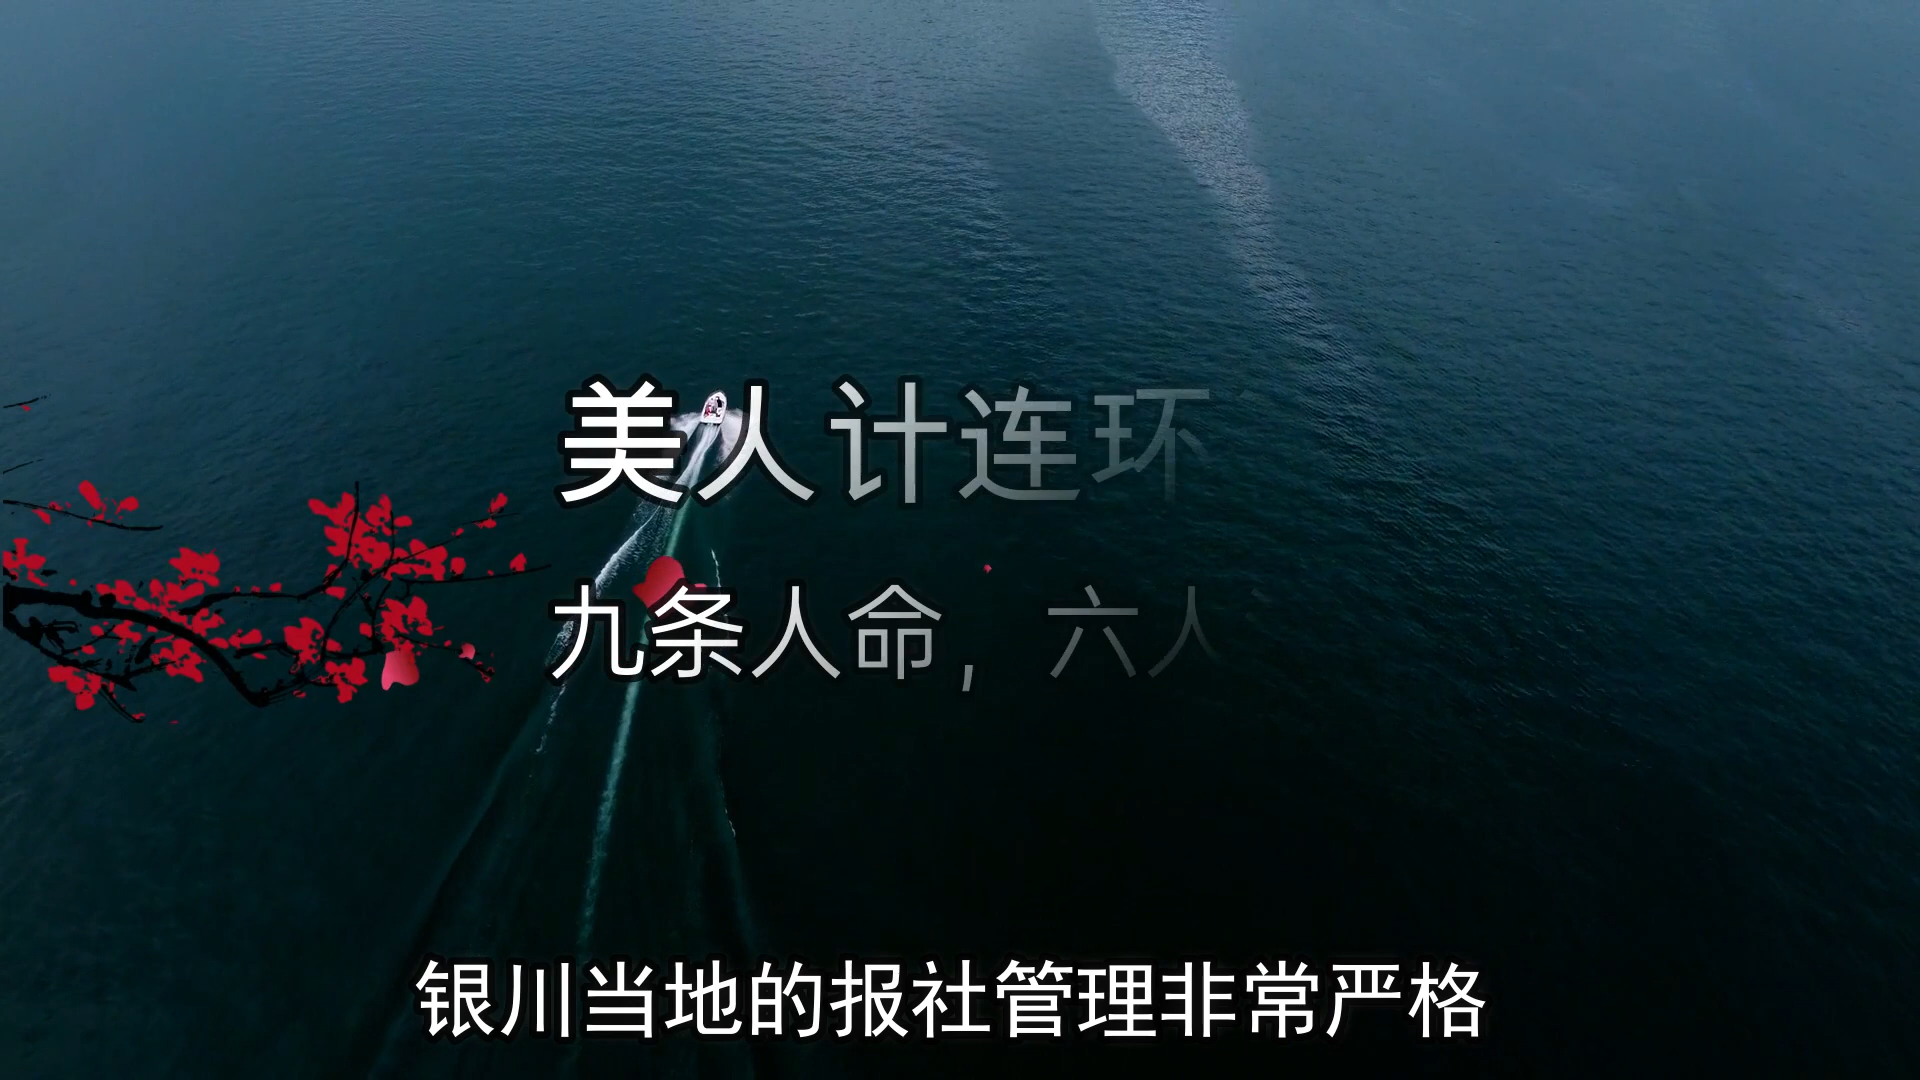 美人计连环
九条人命，六人
银川当地的报社管理非常严格